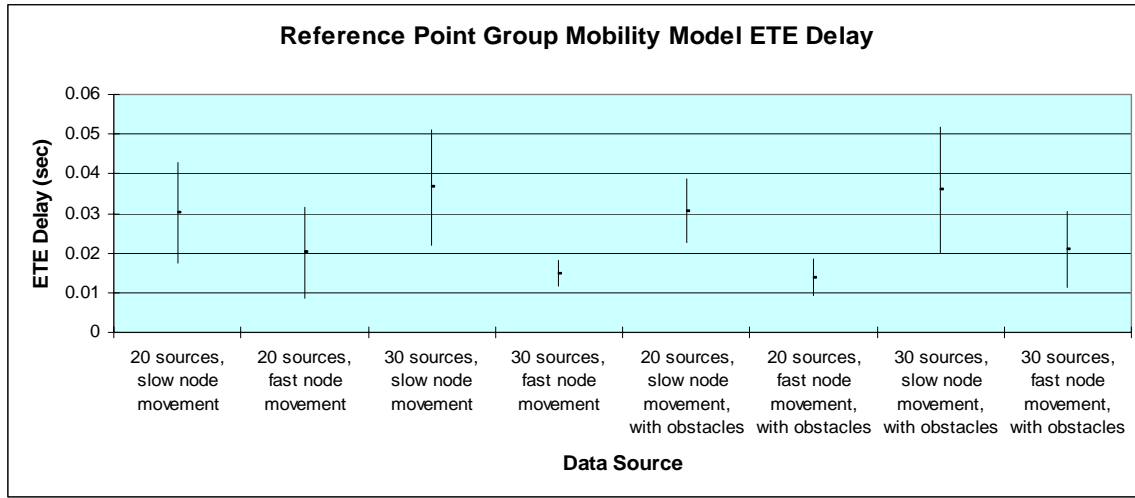 Reference Point Group Mobility Model ETE Delay
0.06
0.05
0.04
0.03
0.02
0.01
0
ETE Delay (sec)
20 sources,
slow node
movement
20 sources,
fast node
movement
30 sources,
slow node
movement
30 sources,
fast node
movement
20 sources,
slow node
movement,
with obstacles
20 sources,
fast node
movement,
with obstacles
30 sources,
slow node
movement,
with obstacles
30 sources,
fast node
movement,
with obstacles
Data Source